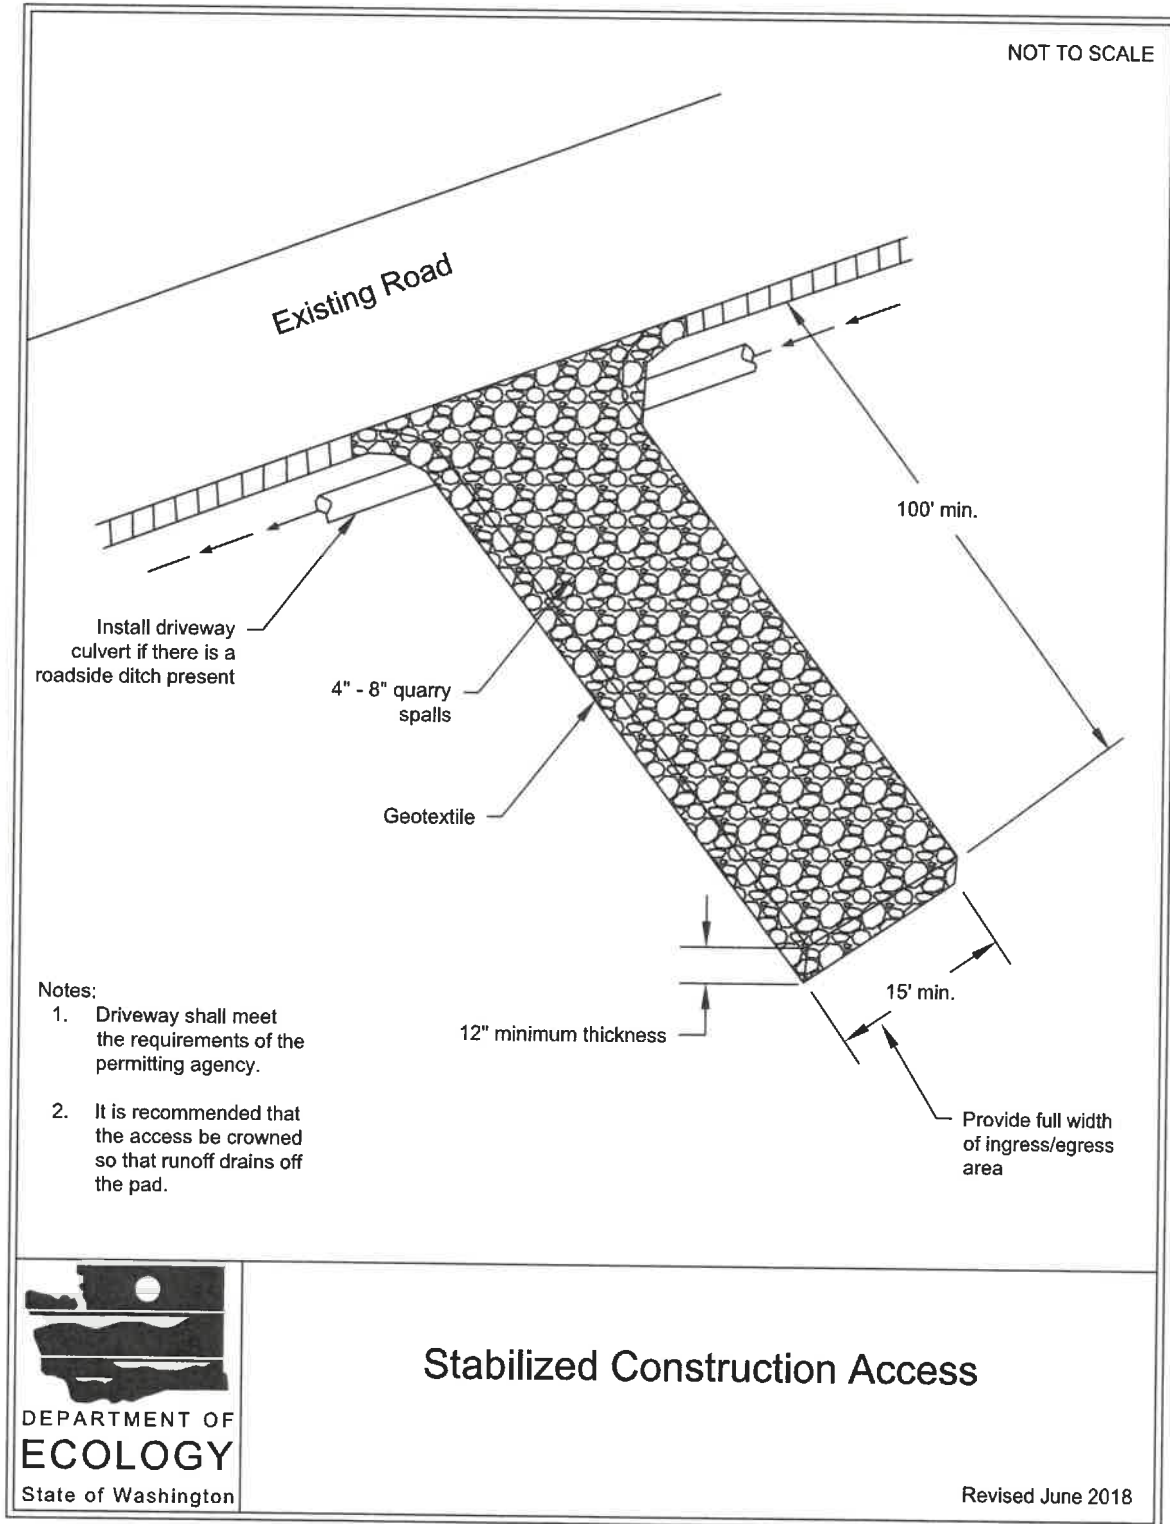 NOT TO SCALE
Existing Road
100' min.
Install driveway
culvert if there is a
roadside ditch present
4" - 8" quarry
spalls
Geotextile
12" minimum thickness
15' min.
Provide full width
of ingress/egress
area
Notes:
1. Driveway shall meet
the requirements of the
permitting agency.
2. It is recommended that
the access be crowned
so that runoff drains off
the pad.
DEPARTMENT OF
ECOLOGY
State of Washington
Stabilized Construction Access
Revised June 2018